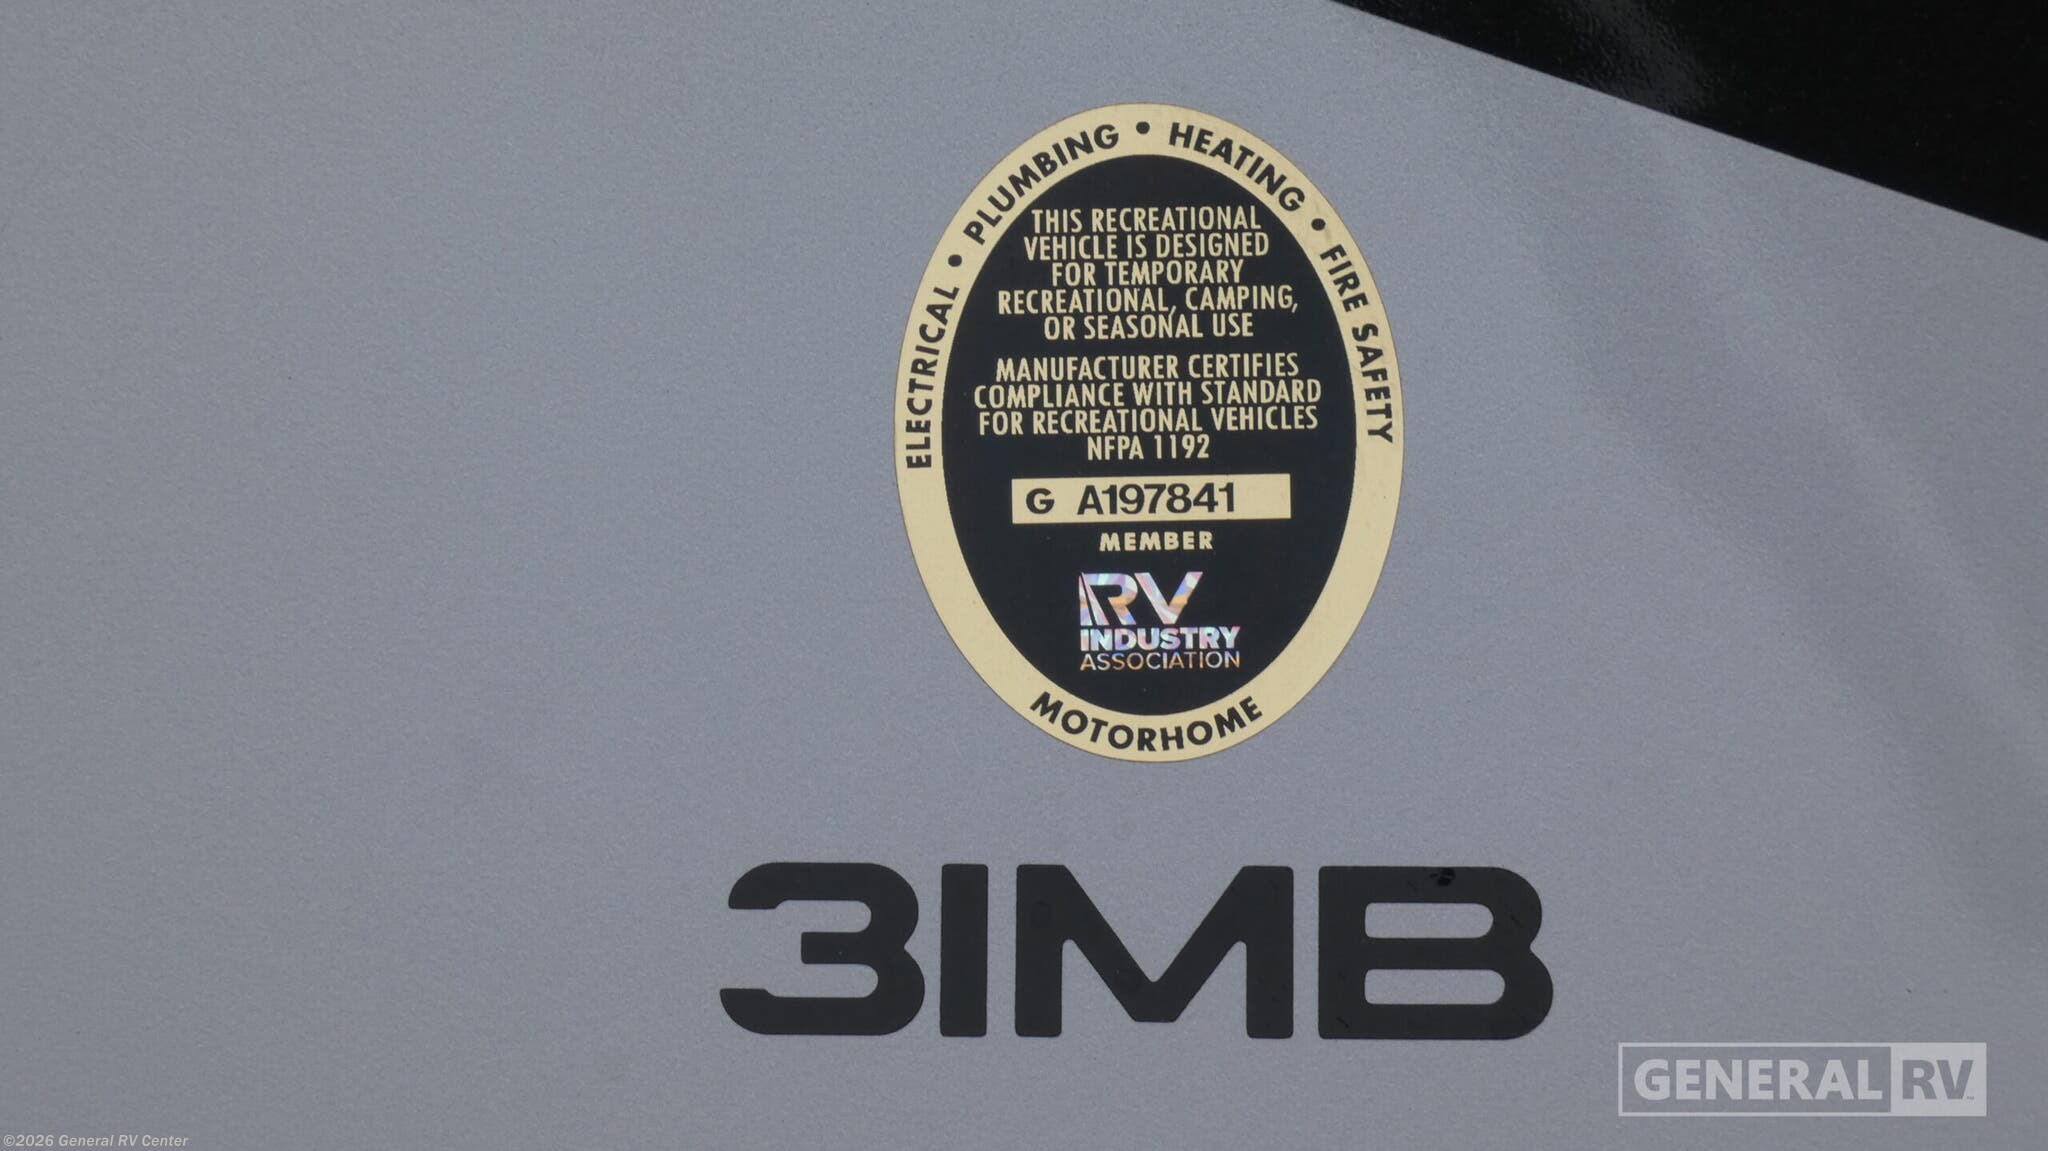 ELECTRICAL • PLUMBING • HEATING • FIRE SAFETY
THIS RECREATIONAL
VEHICLE IS DESIGNED
FOR TEMPORARY
RECREATIONAL, CAMPING,
OR SEASONAL USE
MANUFACTURER CERTIFIES
COMPLIANCE WITH STANDARD
FOR RECREATIONAL VEHICLES
NFPA 1192
G A197841
MEMBER
RV
INDUSTRY
ASSOCIATION
MOTORHOME
31MB
GENERAL RV
©2026 General RV Center